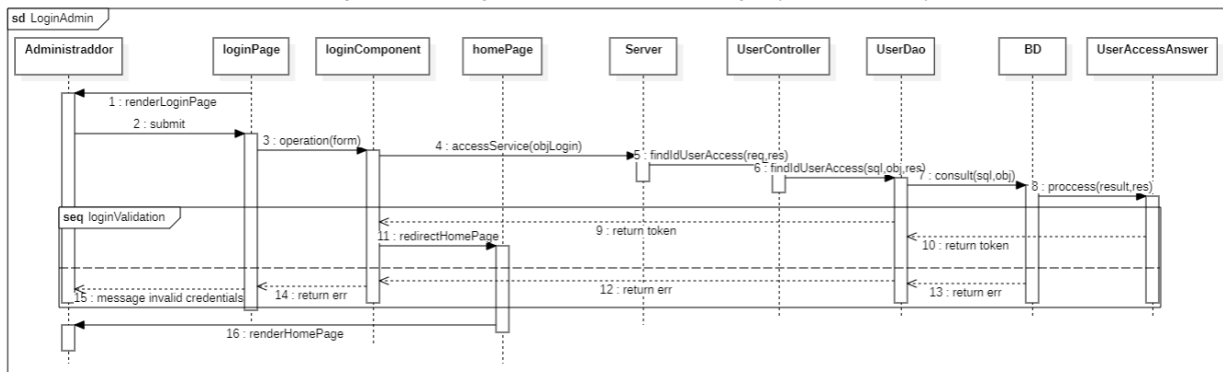 sd LoginAdmin
Administraddor
loginPage
loginComponent
homePage
Server
UserController
UserDao
BD
UserAccessAnswer
1 : renderLoginPage
2 : submit
3 : operation(form)
4 : accessService(objLogin)
5 : findIdUserAccess(req,res)
6 : findIdUserAccess(sql,obj,res)
7 : consult(sql,obj)
8 : proccess(result,res)
seq loginValidation
9 : return token
11 : redirectHomePage
10 : return token
12 : return err
13 : return err
14 : return err
15 : message invalid credentials
16 : renderHomePage